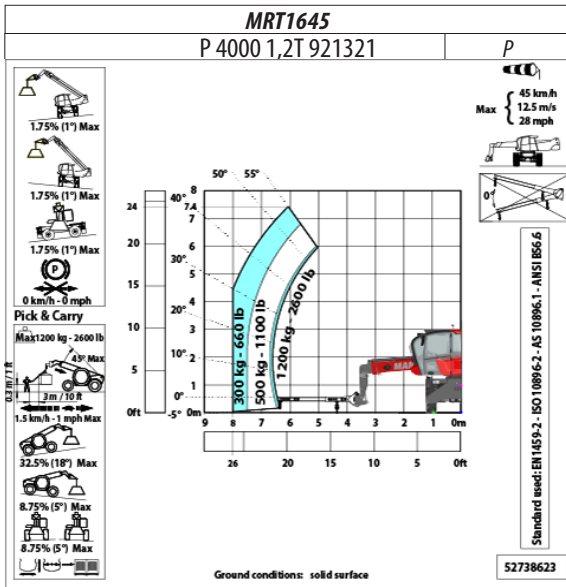 MRT1645
P 4000 1,2T 921321
P
1.75% (1°) Max
1.75% (1°) Max
1.75% (1°) Max
P
0 km/h - 0 mph
Pick & Carry
Max1200 kg - 2600 lb
45° Max
0.3 m / 1 ft
3 m / 10 ft
1.5 km/h - 1 mph Max
32.5% (18°) Max
8.75% (5°) Max
8.75% (5°) Max
Max
45 km/h
12.5 m/s
28 mph
0°
50°
55°
40°
30°
20°
10°
0°
-5°
24
20
15
10
5
0ft
8
7.4
7
6
5
4
3
2
1
0m
300 kg - 660 lb
500 kg - 1100 lb
1200 kg - 2600 lb
9 8 7 6 5 4 3 2 1 0m
26 20 15 10 5 0ft
Standard used: EN1459-2 - ISO 10896-2 - AS 10896.1 - ANSI B56.6
Ground conditions: solid surface
52738623